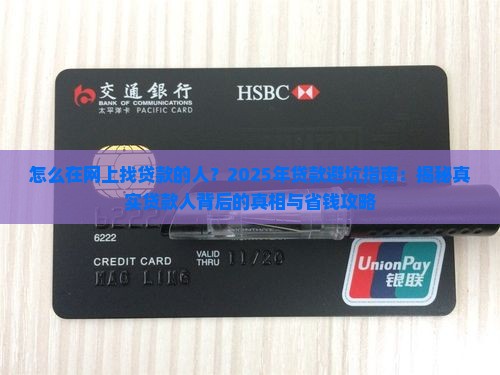 交通銀行
BANK OF COMMUNICATIONS
太平洋卡 PACIFIC CARD
HSBC
怎么在网上找贷款的人？2025年贷款避坑指南：揭秘真
实贷款人背后的真相与省钱攻略
6222
CREDIT CARD
VALID
THRU
11/20
MAO LING
UnionPay
银联